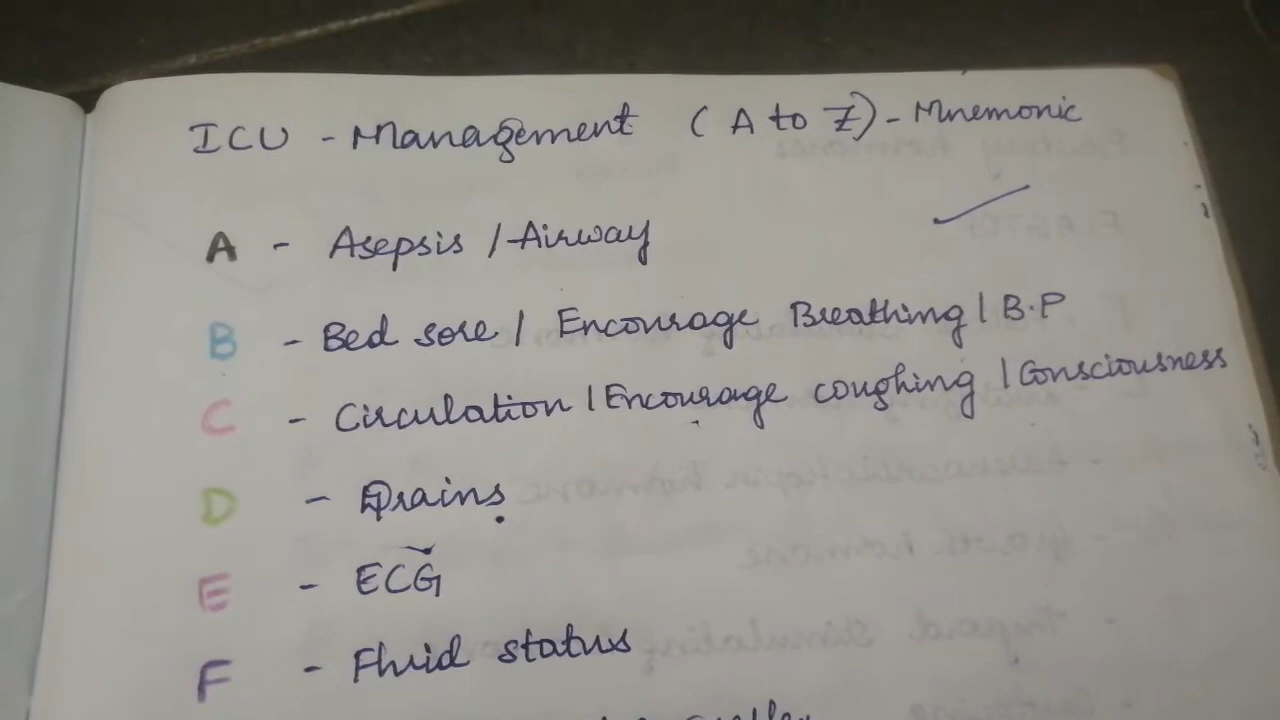 ICU - Management (A to Z) - Mnemonic
A - Asepsis / Airway
B - Bed sore / Encourage Breathing / B.P
C - Circulation / Encourage coughing / Consciousness
D - Drains
E - ECG
F - Fluid status